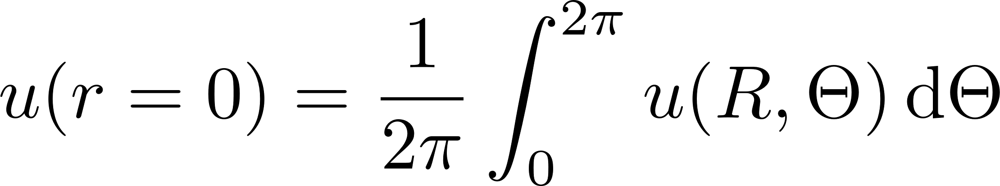 u(r = 0) = \frac{1}{2\pi} \int_0^{2\pi} u(R, \Theta) \, \mathrm{d}\Theta